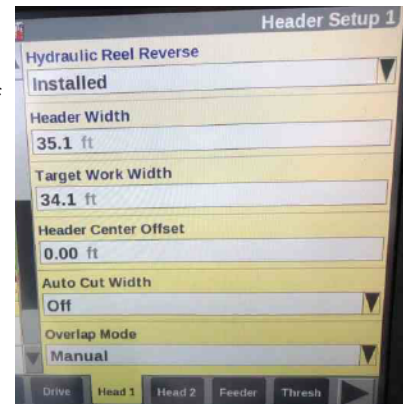 Header Setup 1
Hydraulic Reel Reverse
Installed
Header Width
35.1 ft
Target Work Width
34.1 ft
Header Center Offset
0.00 ft
Auto Cut Width
Off
Overlap Mode
Manual
Drive Head 1 Head 2 Feeder Thresh